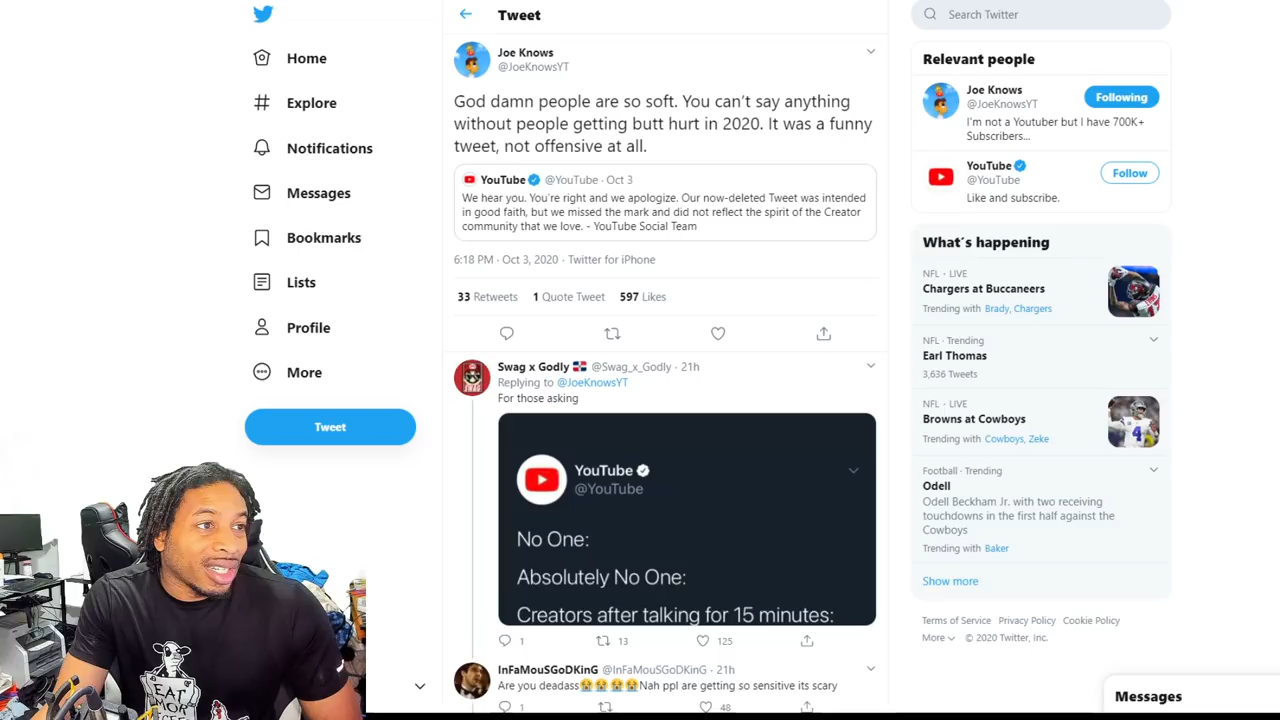 Home
Explore
Notifications
Messages
Bookmarks
Lists
Profile
More
Tweet
Tweet
Joe Knows
@JoeKnowsYT
God damn people are so soft. You can't say anything
without people getting butt hurt in 2020. It was a funny
tweet, not offensive at all.
YouTube @YouTube · Oct 3
We hear you. You're right and we apologize. Our now-deleted Tweet was intended
in good faith, but we missed the mark and did not reflect the spirit of the Creator
community that we love. - YouTube Social Team
6:18 PM · Oct 3, 2020 · Twitter for iPhone
33 Retweets 1 Quote Tweet 597 Likes
Swag x Godly 🇩🇴 @Swag_x_Godly · 21h
Replying to @JoeKnowsYT
For those asking
YouTube
@YouTube
No One:
Absolutely No One:
Creators after talking for 15 minutes:
1 13 125
InFaMouSGoDKinG @InFaMouSGoDKinG · 21h
Are you deadass😭😭😭😭Nah ppl are getting so sensitive its scary
1 48
Search Twitter
Relevant people
Joe Knows
@JoeKnowsYT
Following
I'm not a Youtuber but I have 700K+
Subscribers...
YouTube
@YouTube
Follow
Like and subscribe.
What's happening
NFL · LIVE
Chargers at Buccaneers
Trending with Brady, Chargers
NFL · Trending
Earl Thomas
3,636 Tweets
NFL · LIVE
Browns at Cowboys
Trending with Cowboys, Zeke
Football · Trending
Odell
Odell Beckham Jr. with two receiving
touchdowns in the first half against the
Cowboys
Trending with Baker
Show more
Terms of Service Privacy Policy Cookie Policy
More © 2020 Twitter, Inc.
Messages
EAT
MOR